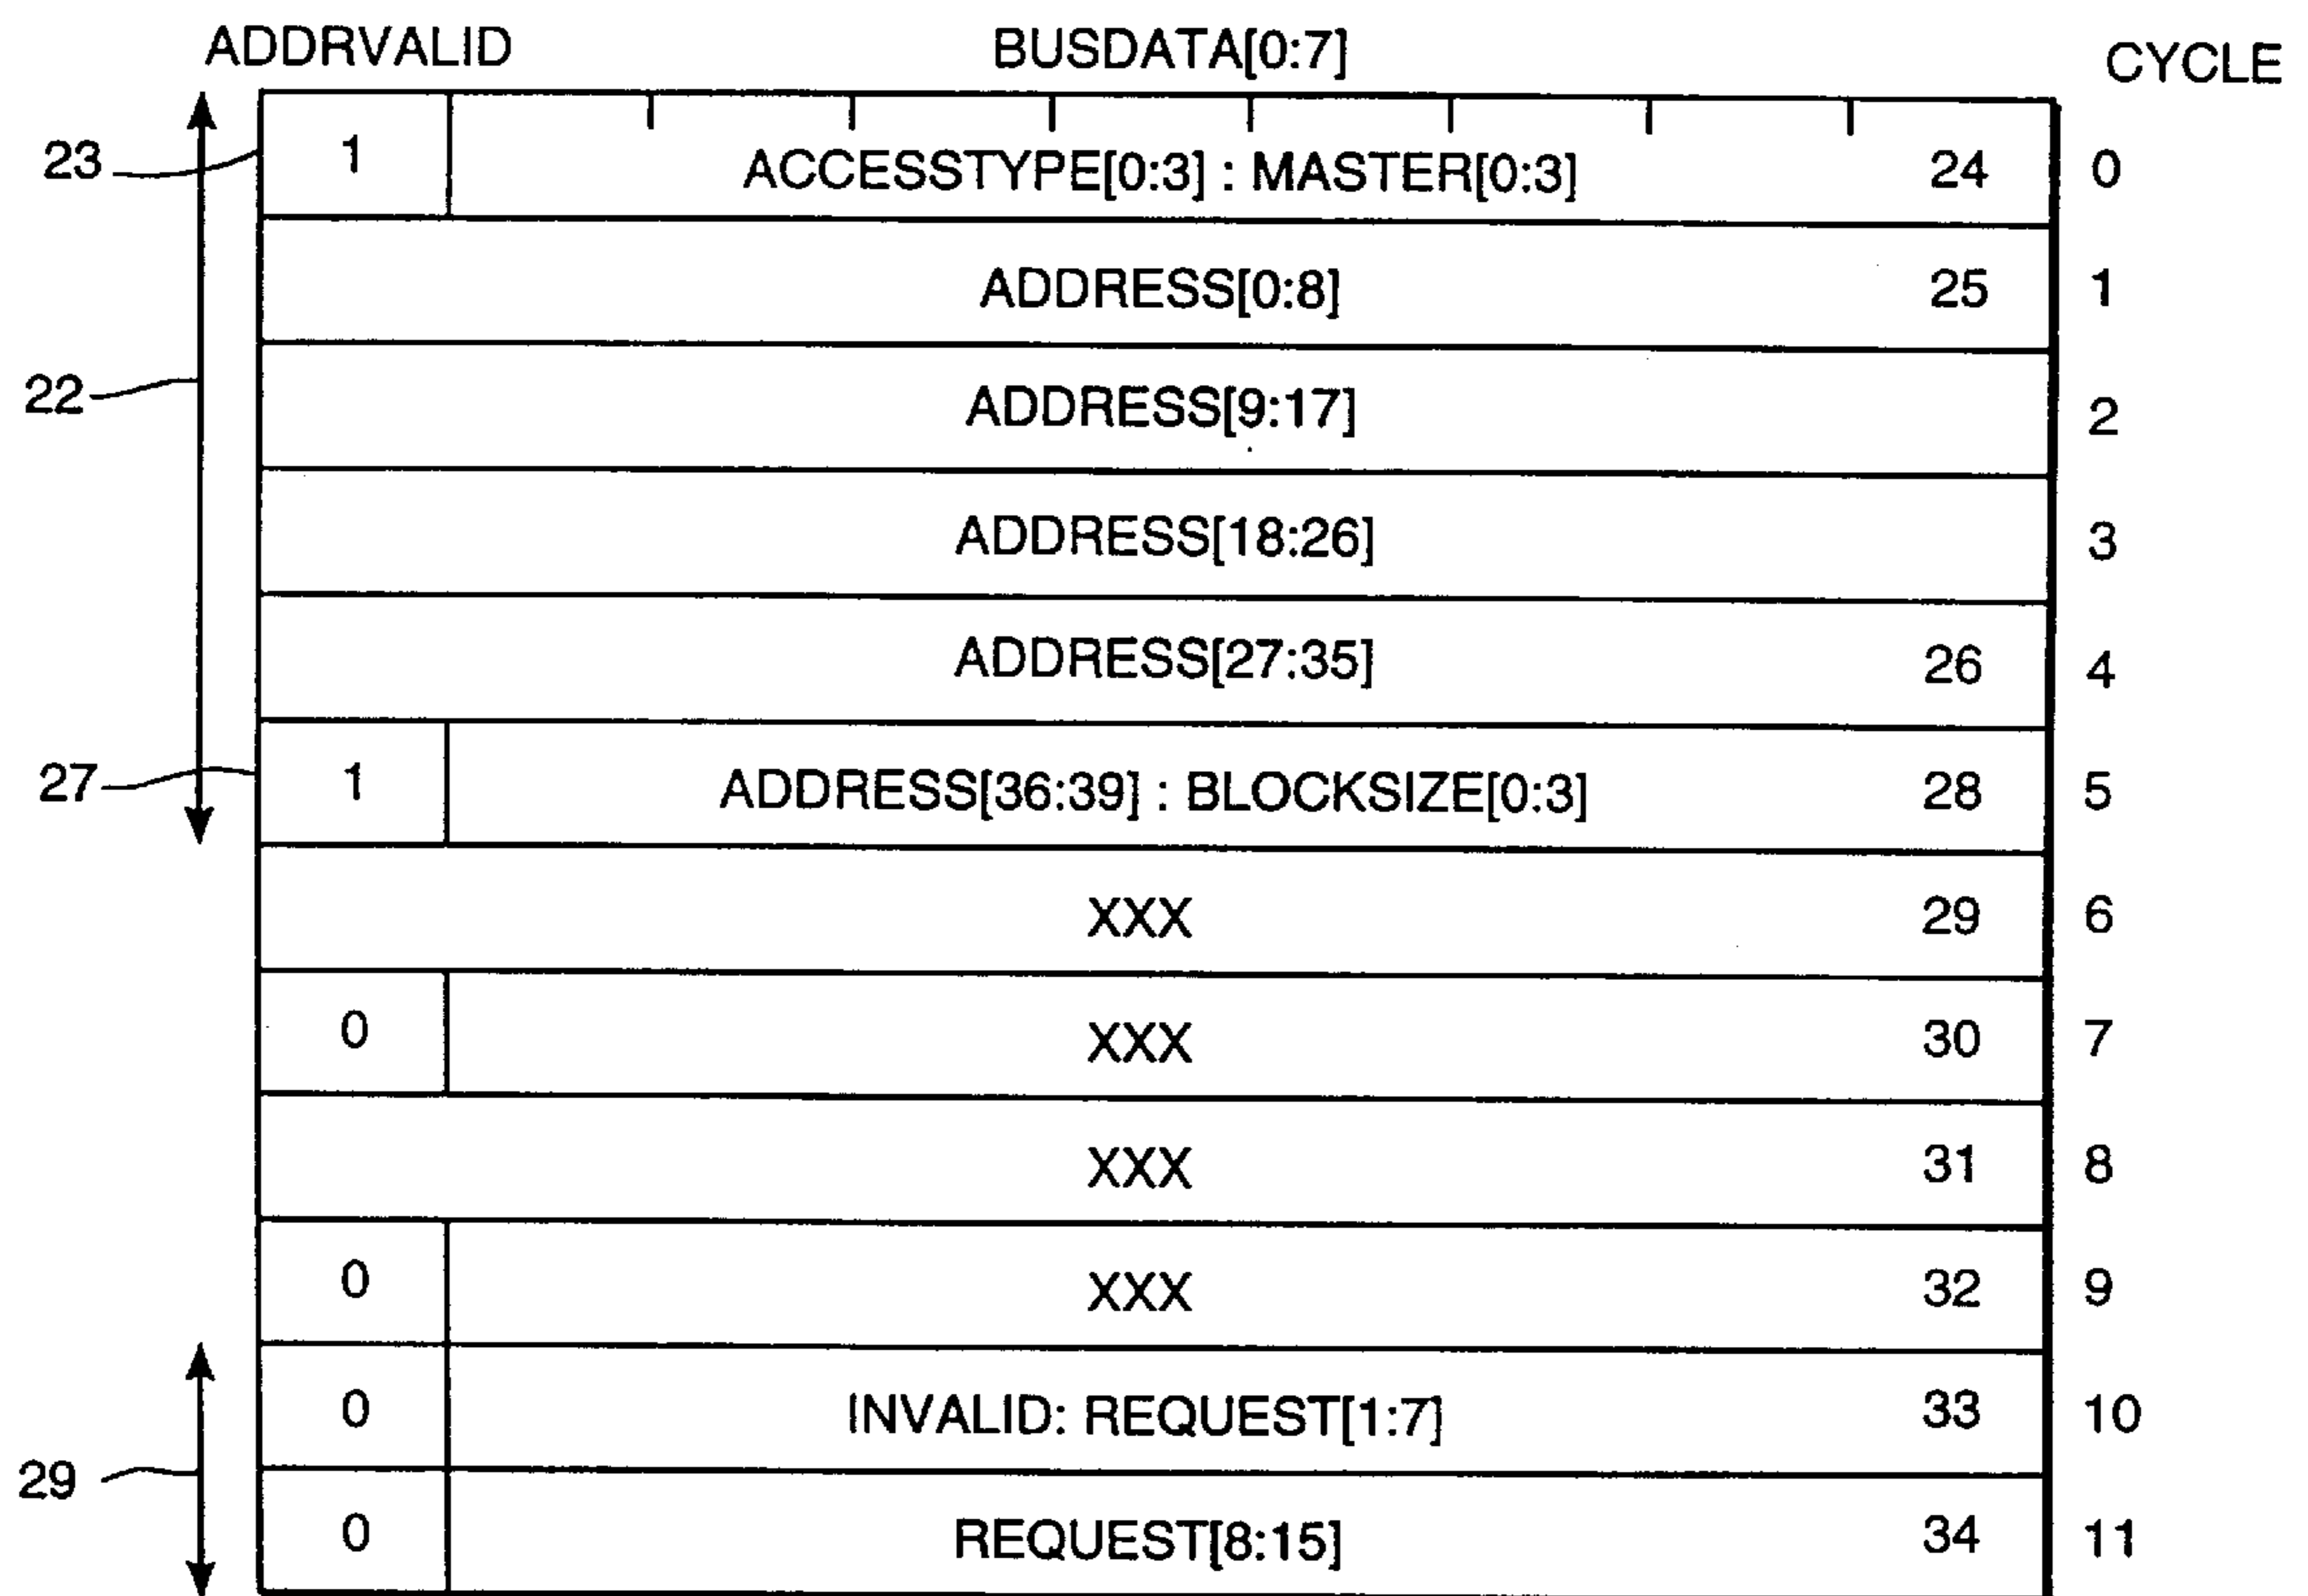 ADDRVALID BUSDATA[0:7] CYCLE
23 1 ACCESSTYPE[0:3] : MASTER[0:3] 24 0
ADDRESS[0:8] 25 1
22 ADDRESS[9:17] 2
ADDRESS[18:26] 3
ADDRESS[27:35] 26 4
27 1 ADDRESS[36:39] : BLOCKSIZE[0:3] 28 5
XXX 29 6
0 XXX 30 7
XXX 31 8
0 XXX 32 9
0 INVALID: REQUEST[1:7] 33 10
29 0 REQUEST[8:15] 34 11